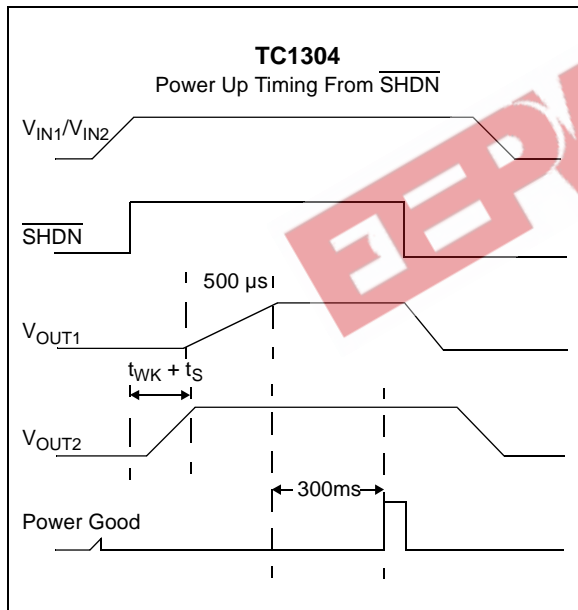 TC1304
Power Up Timing From SHDN
VIN1/VIN2
SHDN
500 µs
VOUT1
tWK + tS
VOUT2
300ms
Power Good